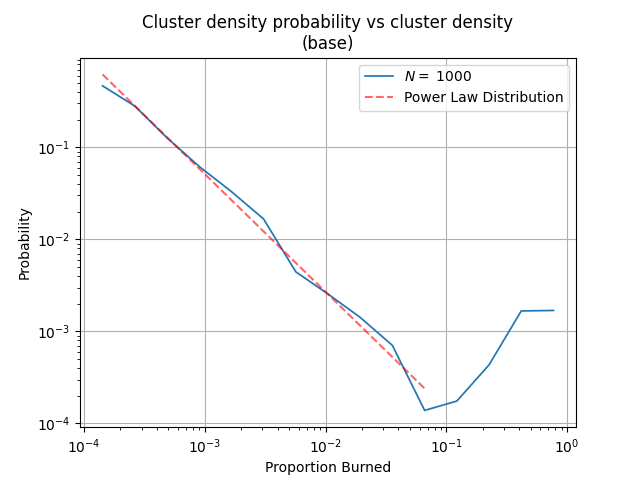 Cluster density probability vs cluster density
(base)
N = 1000
Power Law Distribution
Probability
10⁻¹
10⁻²
10⁻³
10⁻⁴
10⁻⁴ 10⁻³ 10⁻² 10⁻¹ 10⁰
Proportion Burned